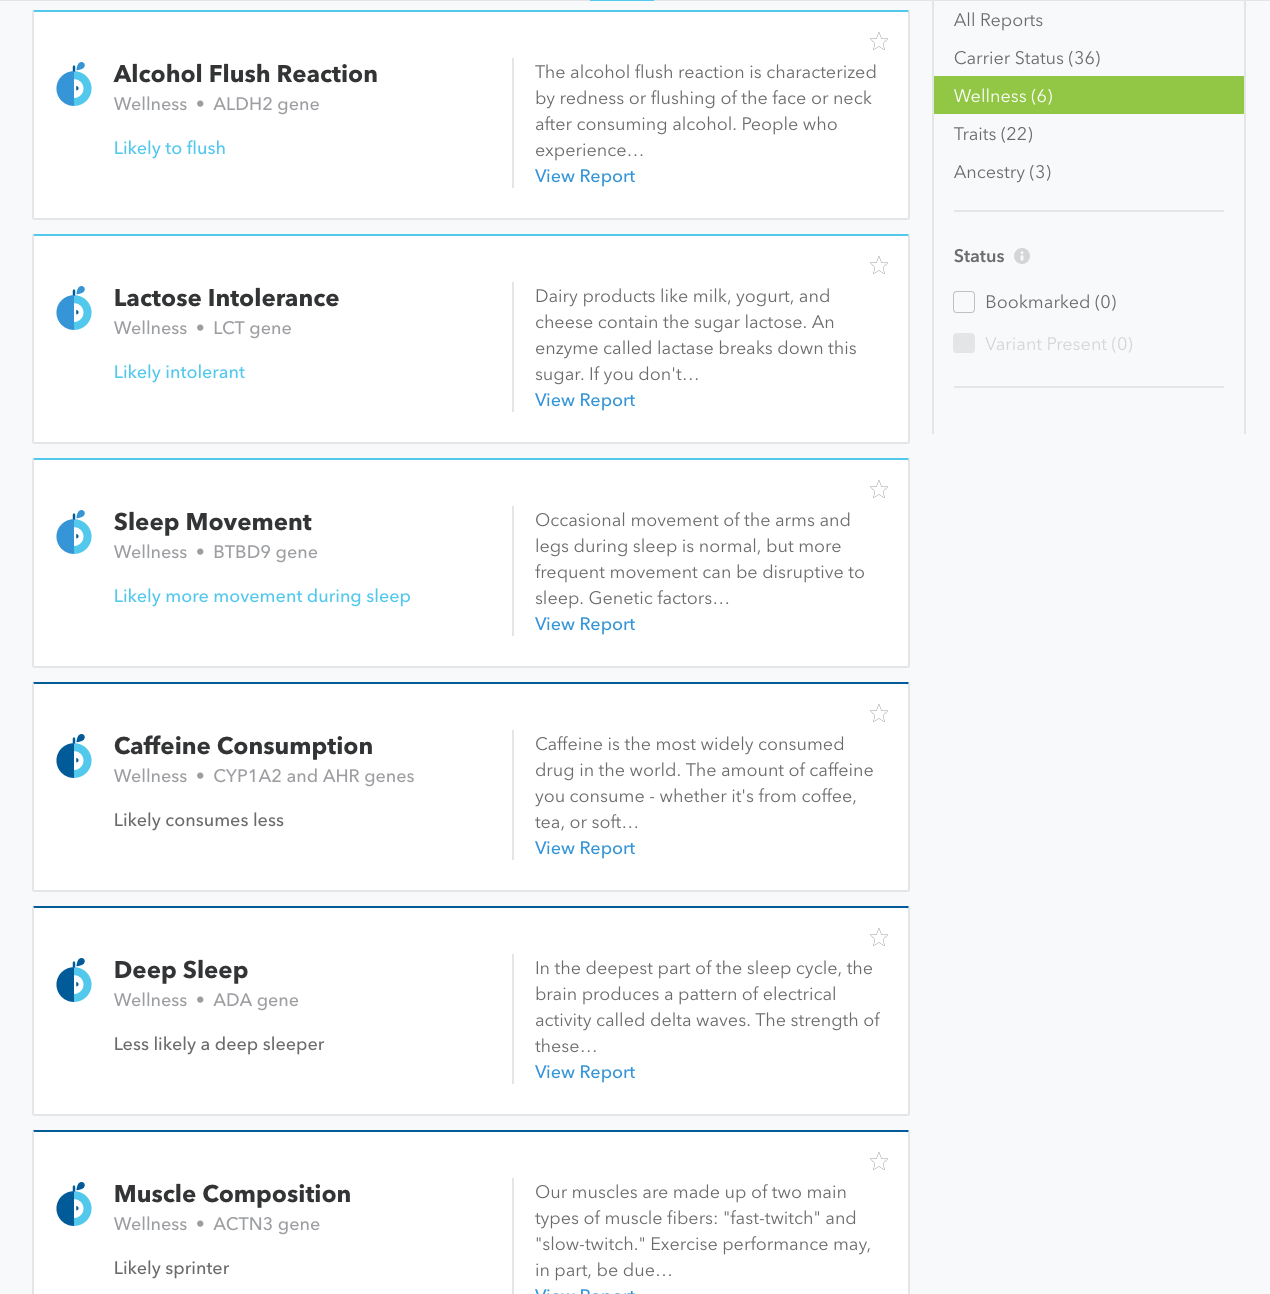 Alcohol Flush Reaction
Wellness • ALDH2 gene
Likely to flush
The alcohol flush reaction is characterized
by redness or flushing of the face or neck
after consuming alcohol. People who
experience…
View Report
Lactose Intolerance
Wellness • LCT gene
Likely intolerant
Dairy products like milk, yogurt, and
cheese contain the sugar lactose. An
enzyme called lactase breaks down this
sugar. If you don't…
View Report
Sleep Movement
Wellness • BTBD9 gene
Likely more movement during sleep
Occasional movement of the arms and
legs during sleep is normal, but more
frequent movement can be disruptive to
sleep. Genetic factors…
View Report
Caffeine Consumption
Wellness • CYP1A2 and AHR genes
Likely consumes less
Caffeine is the most widely consumed
drug in the world. The amount of caffeine
you consume - whether it's from coffee,
tea, or soft…
View Report
Deep Sleep
Wellness • ADA gene
Less likely a deep sleeper
In the deepest part of the sleep cycle, the
brain produces a pattern of electrical
activity called delta waves. The strength of
these…
View Report
Muscle Composition
Wellness • ACTN3 gene
Likely sprinter
Our muscles are made up of two main
types of muscle fibers: "fast-twitch" and
"slow-twitch." Exercise performance may,
in part, be due…
View Report
All Reports
Carrier Status (36)
Wellness (6)
Traits (22)
Ancestry (3)
Status
Bookmarked (0)
Variant Present (0)